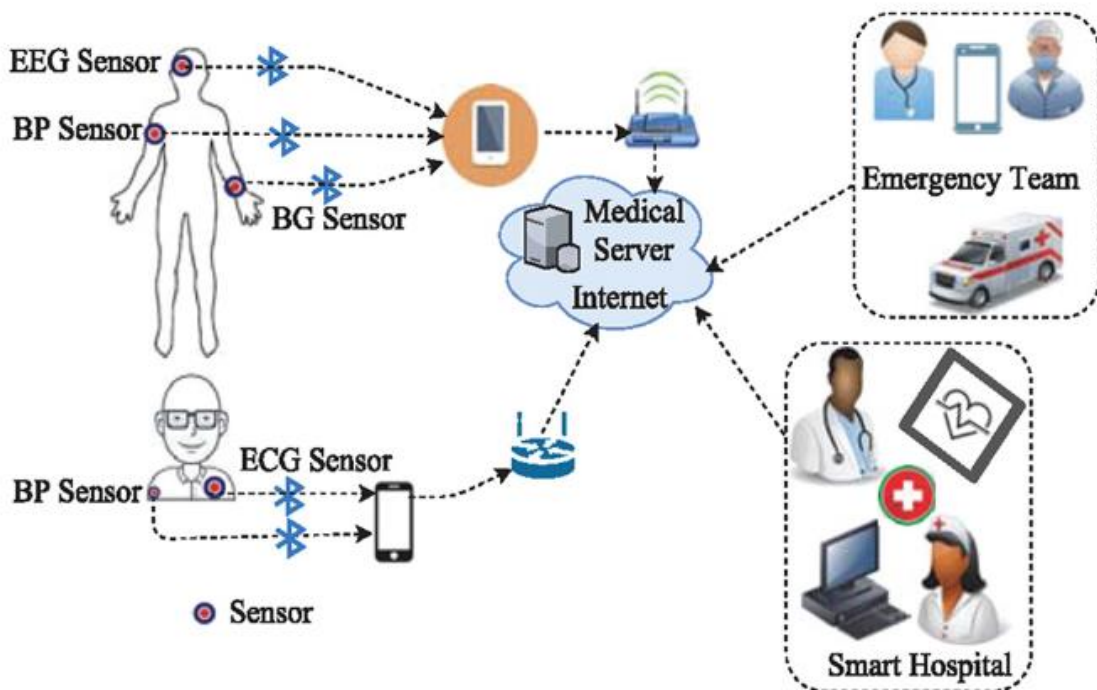 EEG Sensor
BP Sensor
BG Sensor
Medical
Server
Internet
Emergency Team
ECG Sensor
BP Sensor
Sensor
Smart Hospital